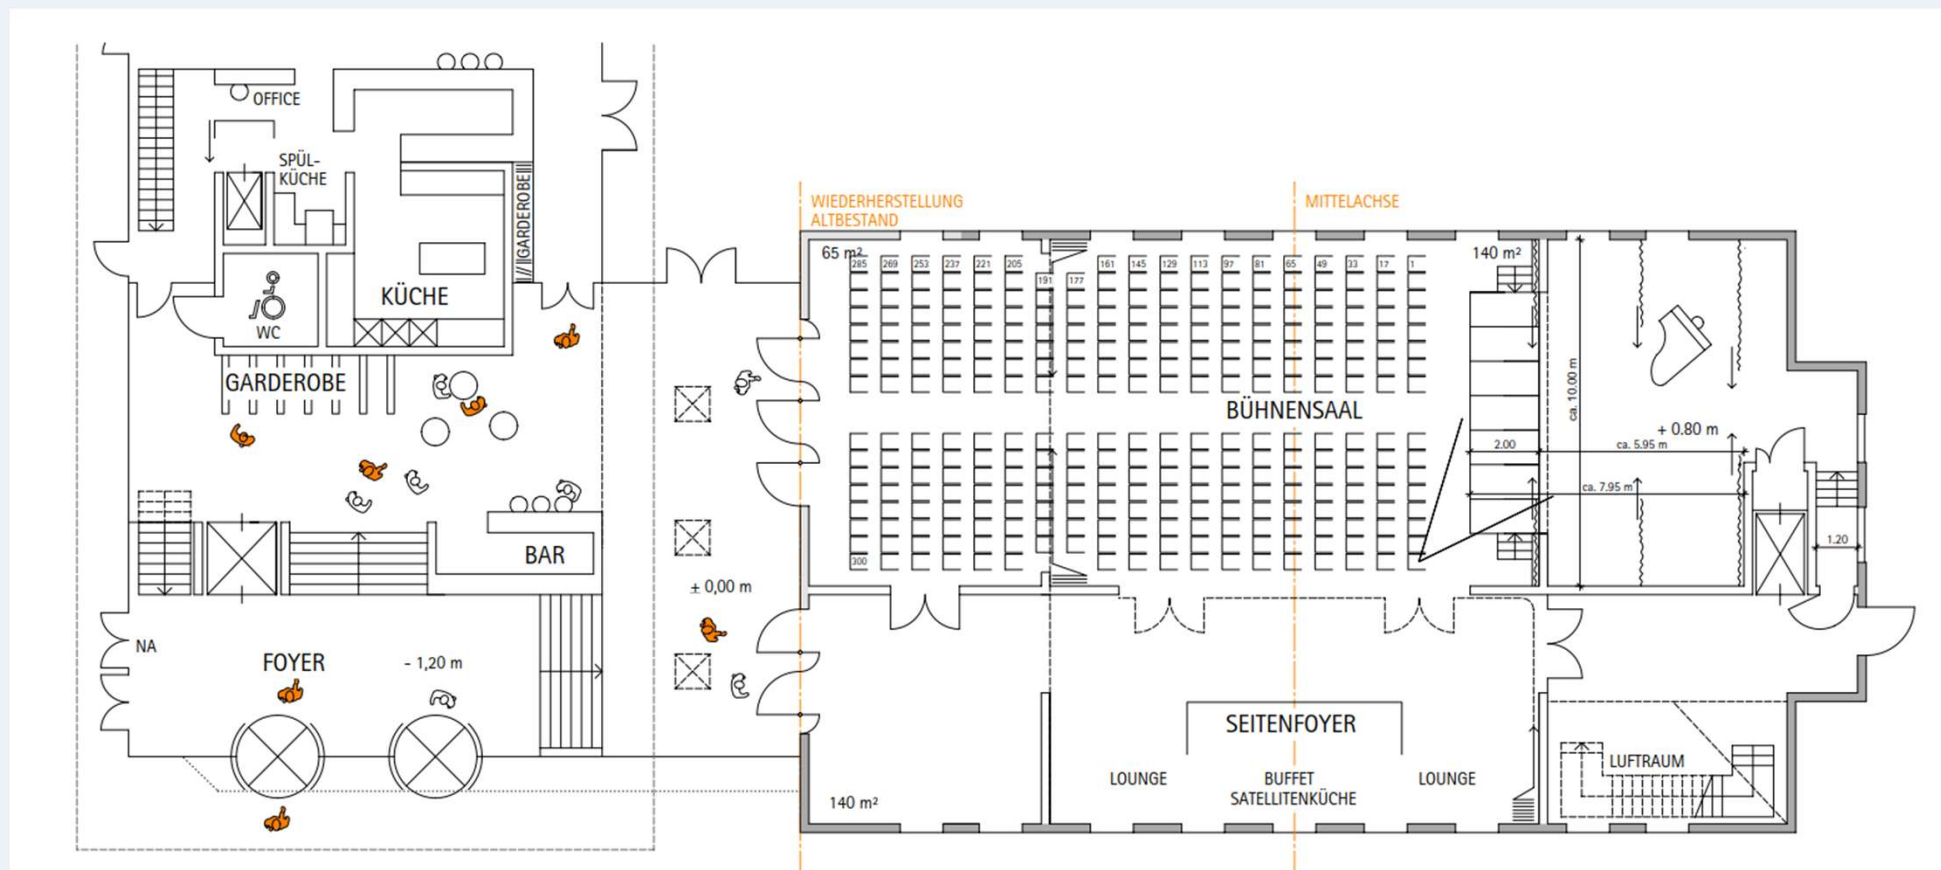 OFFICE
SPÜL-
KÜCHE
GARDEROBE
WC
KÜCHE
GARDEROBE
BAR
± 0,00 m
NA
FOYER
- 1,20 m
WIEDERHERSTELLUNG
ALTBESTAND
MITTELACHSE
65 m²
140 m²
285
269
253
237
221
205
191
177
161
145
129
113
97
81
65
49
33
17
1
BÜHNENSAAL
300
ca. 10.00 m
+ 0.80 m
2.00
ca. 5.95 m
ca. 7.95 m
1.20
SEITENFOYER
LOUNGE
BUFFET
SATELLITENKÜCHE
LOUNGE
LUFTRAUM
140 m²